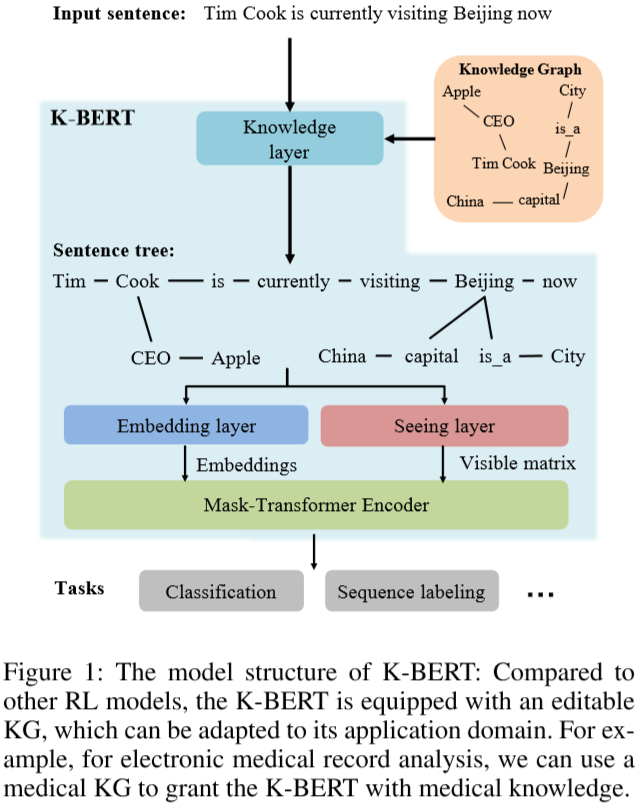 Input sentence: Tim Cook is currently visiting Beijing now
Knowledge Graph
Apple City
CEO is_a
Tim Cook Beijing
China capital
K-BERT
Knowledge
layer
Sentence tree:
Tim Cook is currently visiting Beijing now
CEO Apple China capital is_a City
Embedding layer Seeing layer
Embeddings Visible matrix
Mask-Transformer Encoder
Tasks Classification Sequence labeling ...
Figure 1: The model structure of K-BERT: Compared to
other RL models, the K-BERT is equipped with an editable
KG, which can be adapted to its application domain. For ex-
ample, for electronic medical record analysis, we can use a
medical KG to grant the K-BERT with medical knowledge.